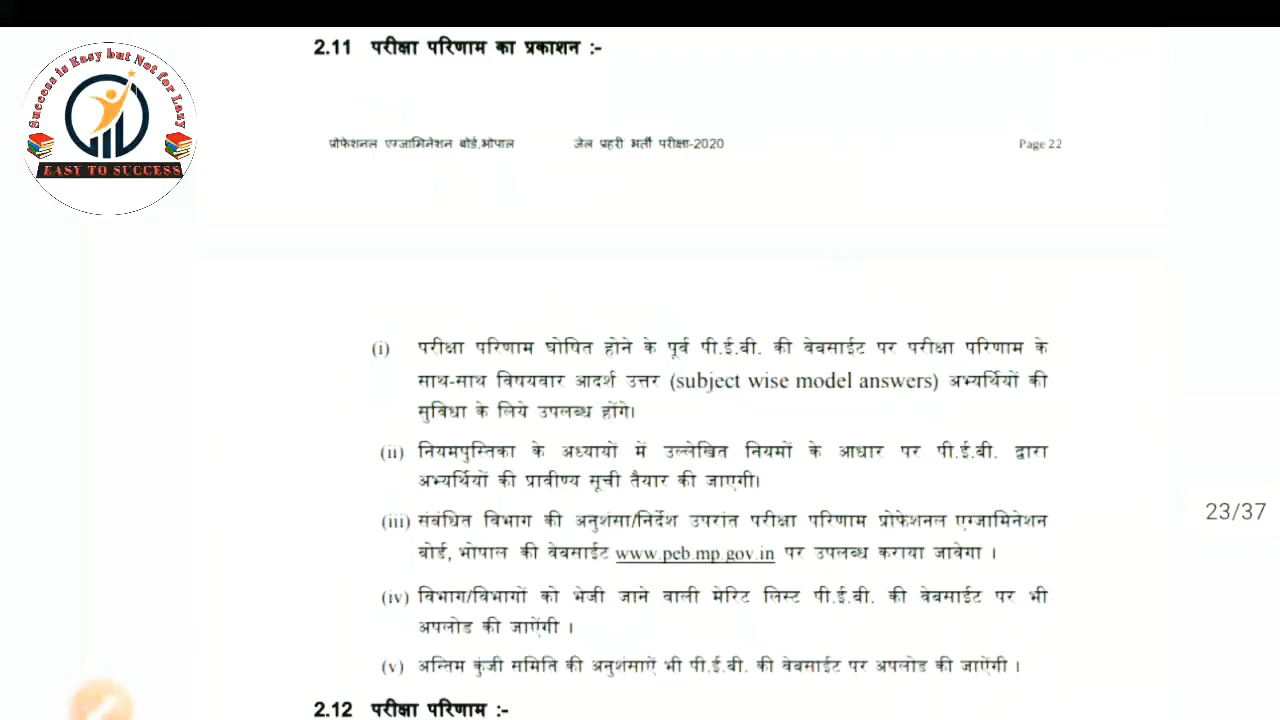 2.11 परीक्षा परिणाम का प्रकाशन :-
Success is Easy but Not for Lazy
EASY TO SUCCESS
प्रोफेशनल एग्जामिनेशन बोर्ड,भोपाल जेल प्रहरी भर्ती परीक्षा-2020 Page 22
(i) परीक्षा परिणाम घोषित होने के पूर्व पी.ई.बी. की वेबसाईट पर परीक्षा परिणाम के
साथ-साथ विषयवार आदर्श उत्तर (subject wise model answers) अभ्यर्थियों की
सुविधा के लिये उपलब्ध होंगे।
(ii) नियमपुस्तिका के अध्यायों में उल्लेखित नियमों के आधार पर पी.ई.बी. द्वारा
अभ्यर्थियों की प्रावीण्य सूची तैयार की जाएगी।
(iii) संबंधित विभाग की अनुशंसा/निर्देश उपरांत परीक्षा परिणाम प्रोफेशनल एग्जामिनेशन
बोर्ड, भोपाल की वेबसाईट www.peb.mp.gov.in पर उपलब्ध कराया जावेगा ।
23/37
(iv) विभाग/विभागों को भेजी जाने वाली मेरिट लिस्ट पी.ई.बी. की वेबसाईट पर भी
अपलोड की जाऐंगी ।
(v) अन्तिम कुंजी समिति की अनुशंसाऐं भी पी.ई.बी. की वेबसाईट पर अपलोड की जाऐंगी ।
2.12 परीक्षा परिणाम :-